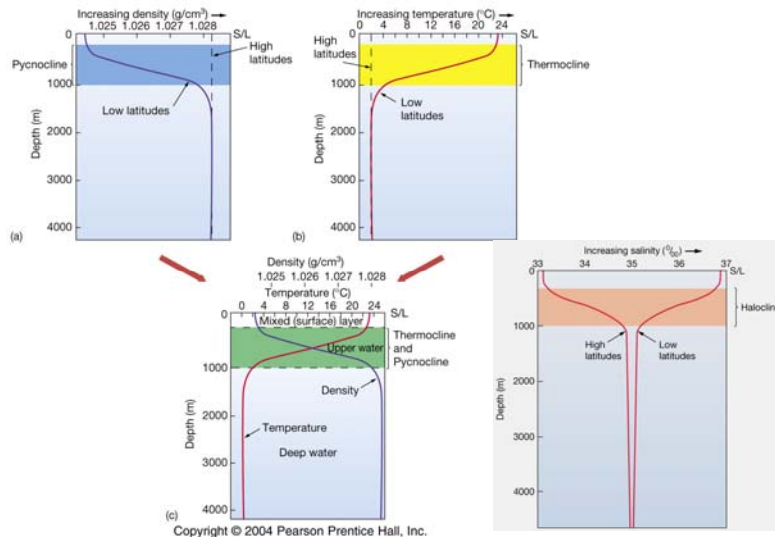 Increasing density (g/cm³)
1.025 1.026 1.027 1.028
S/L
0
1000
2000
3000
4000
Depth (m)
Pycnocline
High
latitudes
Low latitudes
(a)
Increasing temperature (°C)
0 4 8 12 16 20 24
S/L
0
1000
2000
3000
4000
Depth (m)
High
latitudes
Thermocline
Low
latitudes
(b)
Density (g/cm³)
1.025 1.026 1.027 1.028
Temperature (°C)
0 4 8 12 16 20 24
S/L
0
1000
2000
3000
4000
Depth (m)
Mixed (surface) layer
Upper water
Thermocline
and
Pycnocline
Density
Temperature
Deep water
(c)
Copyright © 2004 Pearson Prentice Hall, Inc.
Increasing salinity (0/00)
33 34 35 36 37
S/L
0
1000
2000
3000
4000
Depth (m)
Haloclin
High
latitudes
Low
latitudes